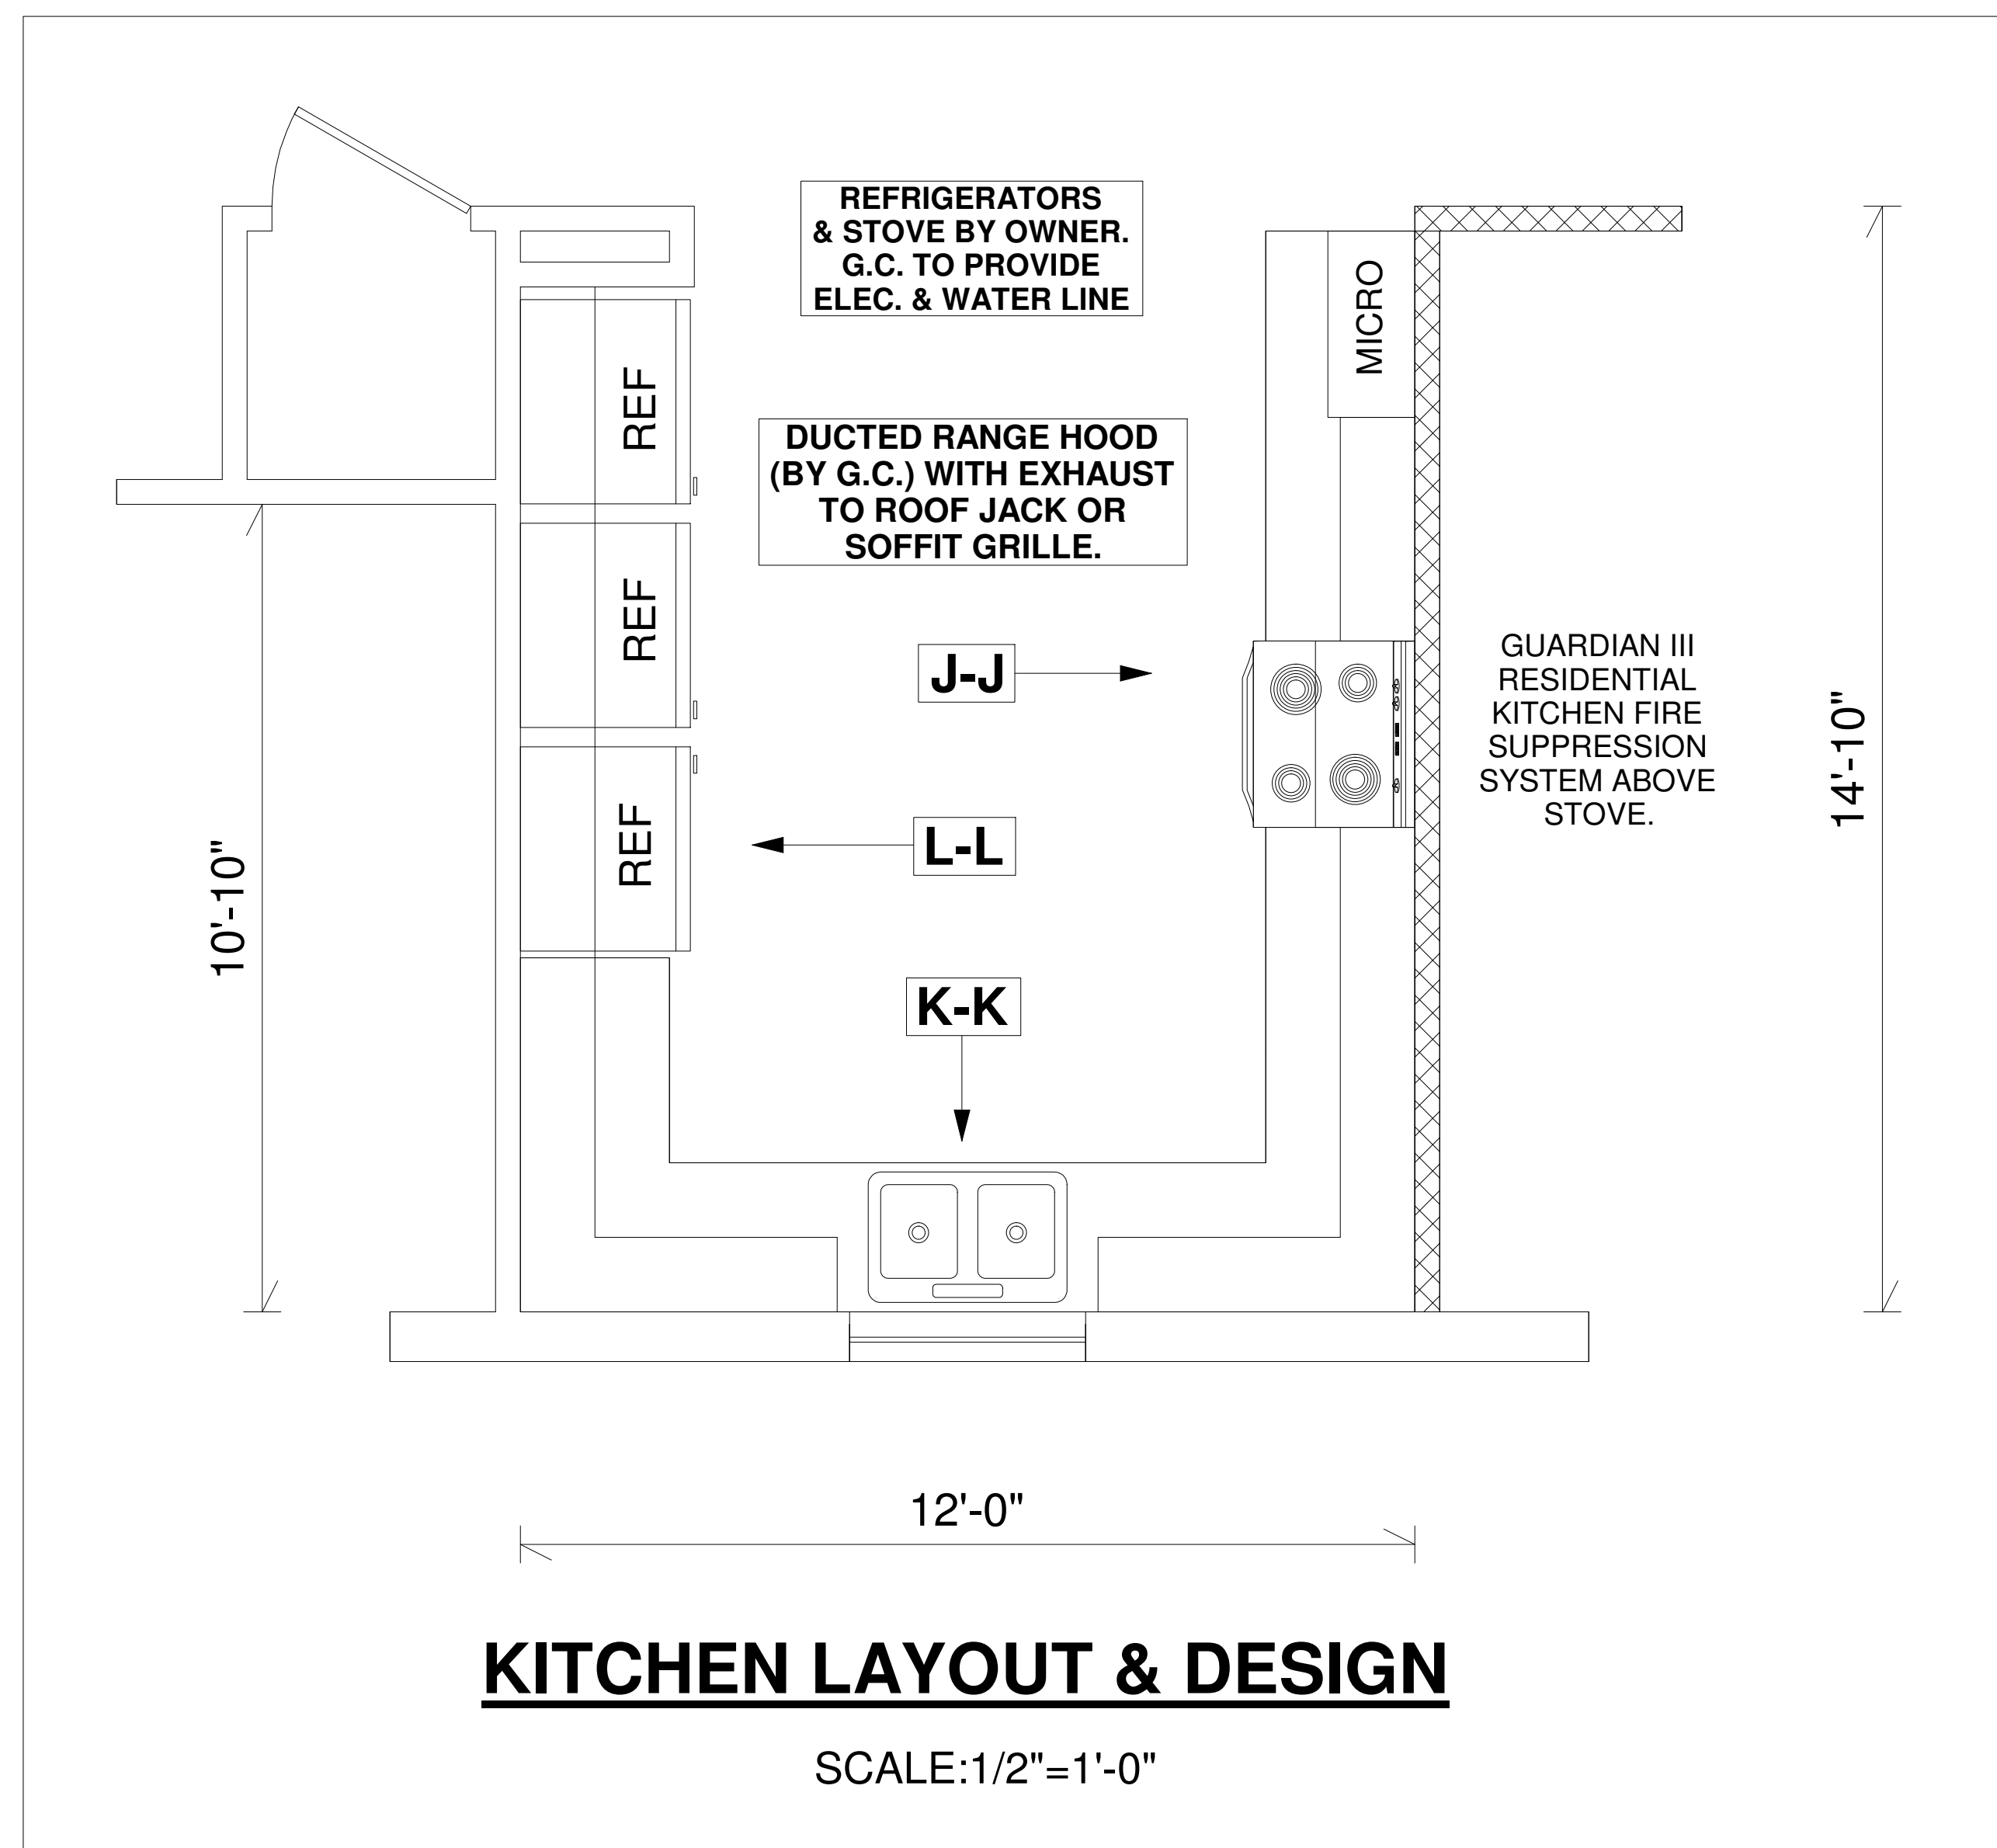 REFRIGERATORS
& STOVE BY OWNER.
G.C. TO PROVIDE
ELEC. & WATER LINE
MICRO
REF
DUCTED RANGE HOOD
(BY G.C.) WITH EXHAUST
TO ROOF JACK OR
SOFFIT GRILLE.
REF
J-J
GUARDIAN III
RESIDENTIAL
KITCHEN FIRE
SUPPRESSION
SYSTEM ABOVE
STOVE.
14'-10"
REF
L-L
10'-10"
K-K
12'-0"
KITCHEN LAYOUT & DESIGN
SCALE:1/2"=1'-0"